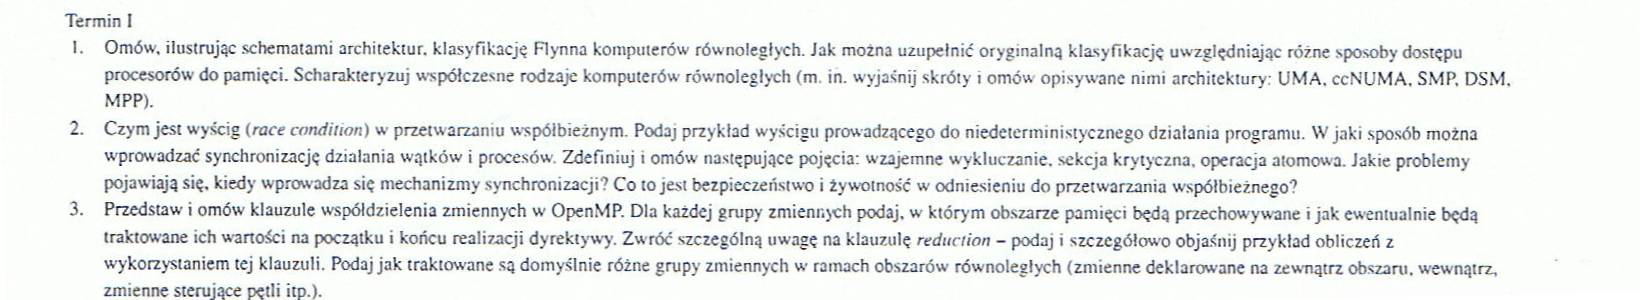 Termin I
1. Omów, ilustrując schematami architektur, klasyfikację Flynna komputerów równoległych. Jak można uzupełnić oryginalną klasyfikację uwzględniając różne sposoby dostępu
procesorów do pamięci. Scharakteryzuj współczesne rodzaje komputerów równoległych (m. in. wyjaśnij skróty i omów opisywane nimi architektury: UMA, ccNUMA, SMP, DSM,
MPP).
2. Czym jest wyścig (race condition) w przetwarzaniu współbieżnym. Podaj przykład wyścigu prowadzącego do niedeterministycznego działania programu. W jaki sposób można
wprowadzać synchronizację działania wątków i procesów. Zdefiniuj i omów następujące pojęcia: wzajemne wykluczanie, sekcja krytyczna, operacja atomowa. Jakie problemy
pojawiają się, kiedy wprowadza się mechanizmy synchronizacji? Co to jest bezpieczeństwo i żywotność w odniesieniu do przetwarzania współbieżnego?
3. Przedstaw i omów klauzule współdzielenia zmiennych w OpenMP. Dla każdej grupy zmiennych podaj, w którym obszarze pamięci będą przechowywane i jak ewentualnie będą
traktowane ich wartości na początku i końcu realizacji dyrektywy. Zwróć szczególną uwagę na klauzulę reduction – podaj i szczegółowo objaśnij przykład obliczeń z
wykorzystaniem tej klauzuli. Podaj jak traktowane są domyślnie różne grupy zmiennych w ramach obszarów równoległych (zmienne deklarowane na zewnątrz obszaru, wewnątrz,
zmienne sterujące pętli itp.).